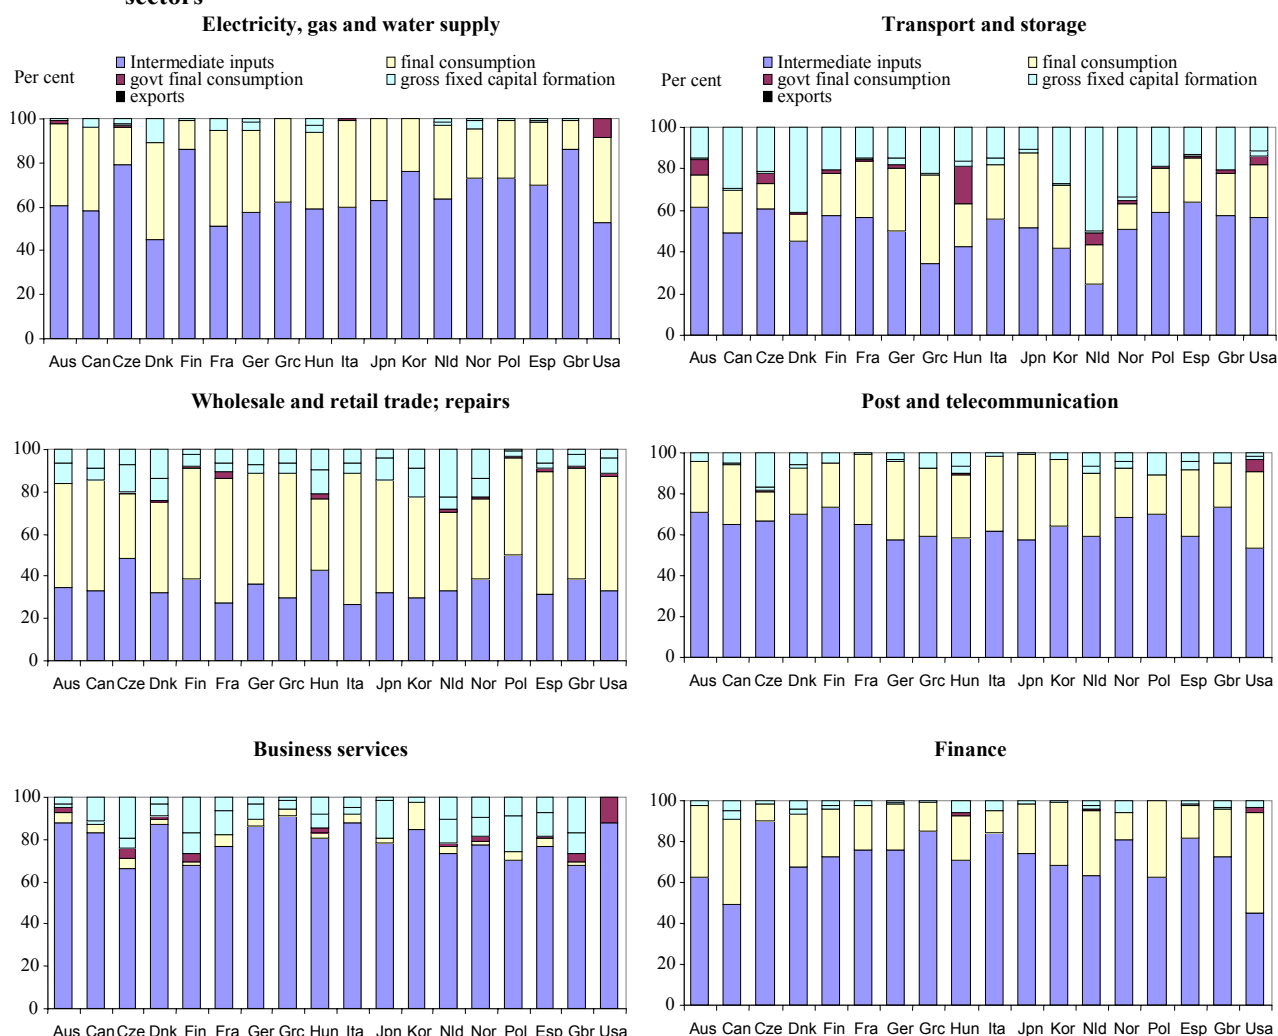 sectors
Electricity, gas and water supply
Intermediate inputs final consumption
Per cent govt final consumption gross fixed capital formation
exports
100
80
60
40
20
0
Aus Can Cze Dnk Fin Fra Ger Grc Hun Ita Jpn Kor Nld Nor Pol Esp Gbr Usa
Transport and storage
Intermediate inputs final consumption
Per cent govt final consumption gross fixed capital formation
exports
100
80
60
40
20
0
Aus Can Cze Dnk Fin Fra Ger Grc Hun Ita Jpn Kor Nld Nor Pol Esp Gbr Usa
Wholesale and retail trade; repairs
100
80
60
40
20
0
Aus Can Cze Dnk Fin Fra Ger Grc Hun Ita Jpn Kor Nld Nor Pol Esp Gbr Usa
Post and telecommunication
100
80
60
40
20
0
Aus Can Cze Dnk Fin Fra Ger Grc Hun Ita Jpn Kor Nld Nor Pol Esp Gbr Usa
Business services
100
80
60
40
20
0
Aus Can Cze Dnk Fin Fra Ger Grc Hun Ita Jpn Kor Nld Nor Pol Esp Gbr Usa
Finance
100
80
60
40
20
0
Aus Can Cze Dnk Fin Fra Ger Grc Hun Ita Jpn Kor Nld Nor Pol Esp Gbr Usa